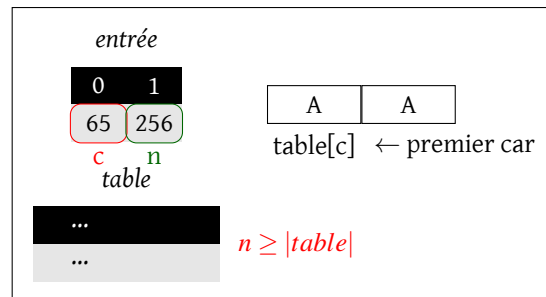 entrée
0 1
65 256
c n
A A
table[c] ← premier car
table
...
...
n ≥ |table|